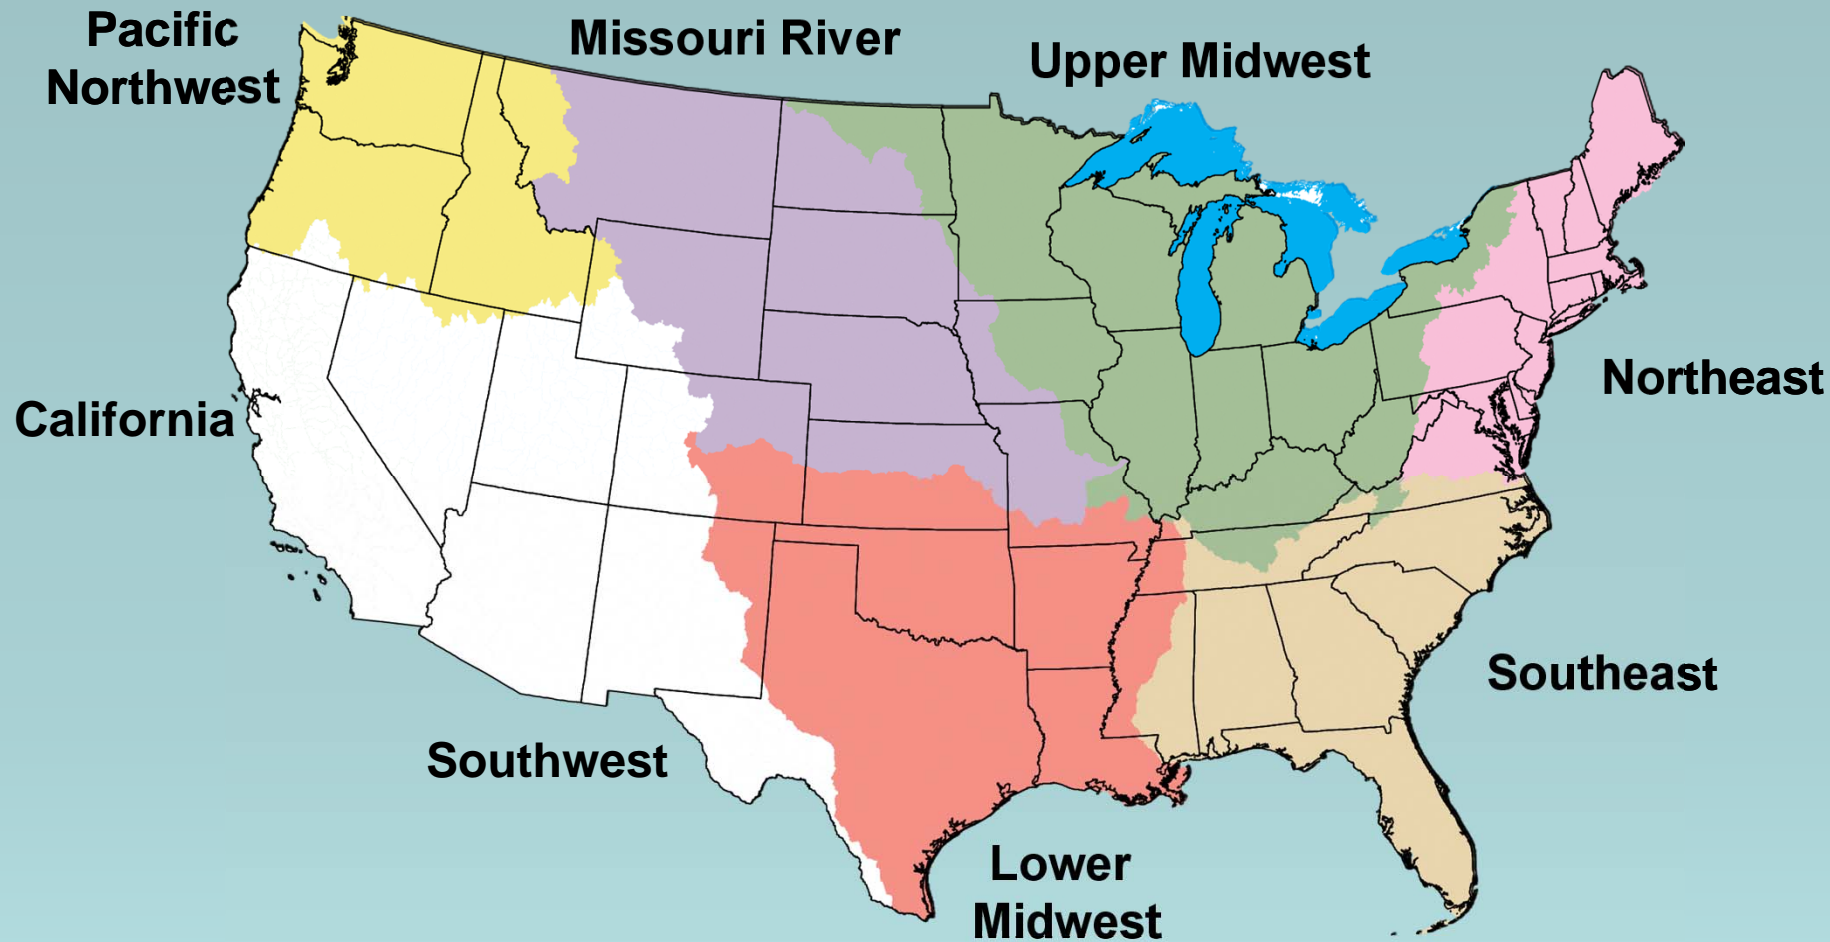 Pacific
Northwest
Missouri River
Upper Midwest
California
Northeast
Southwest
Southeast
Lower
Midwest